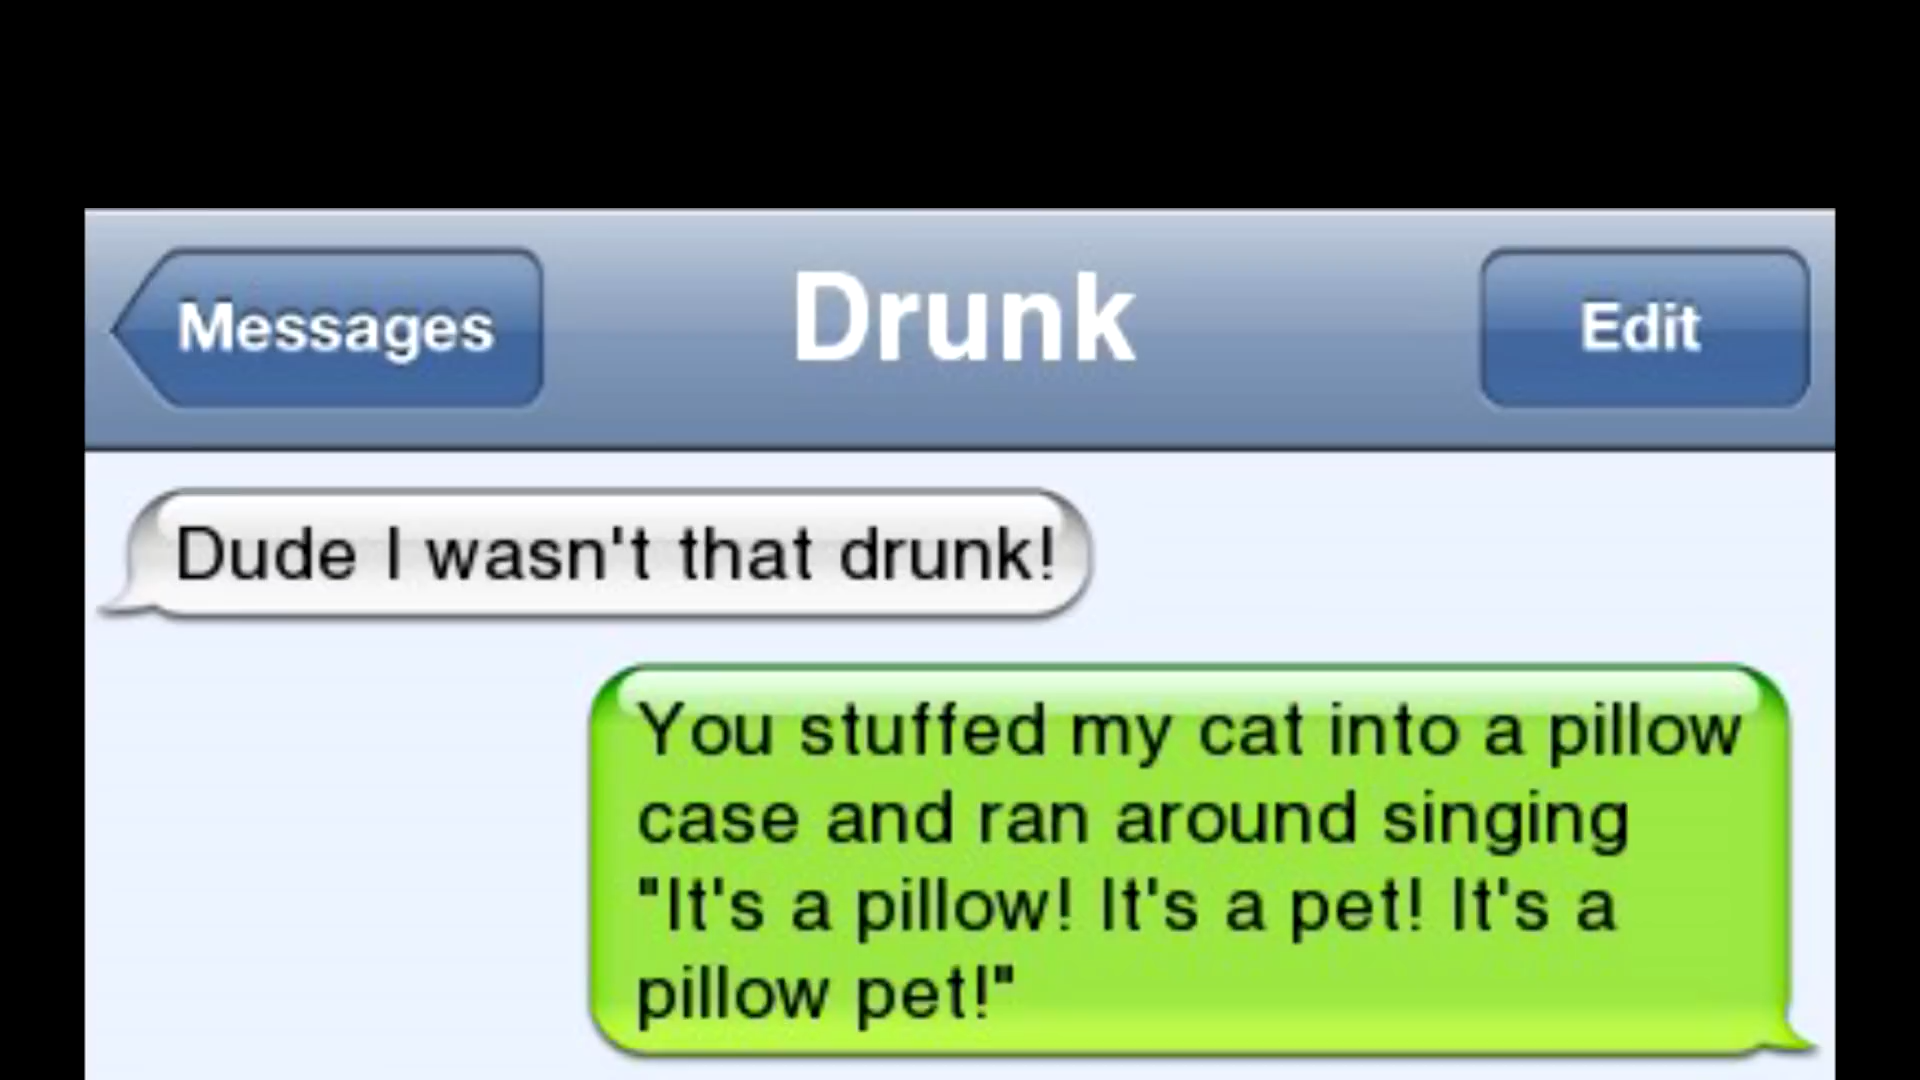 Messages Drunk Edit
Dude I wasn't that drunk!
You stuffed my cat into a pillow
case and ran around singing
"It's a pillow! It's a pet! It's a
pillow pet!"